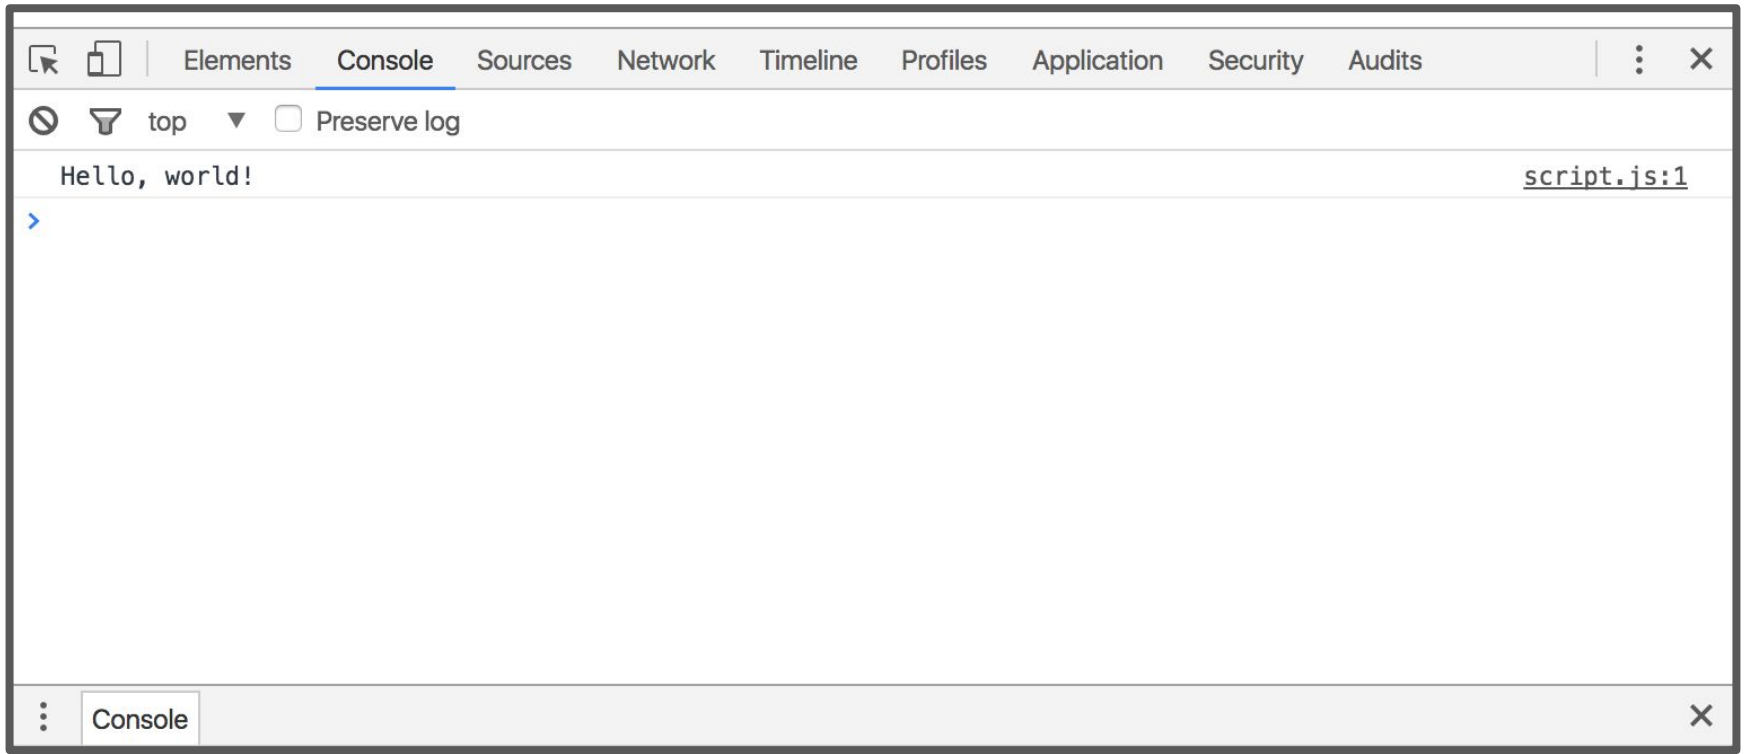 Elements Console Sources Network Timeline Profiles Application Security Audits
top Preserve log
Hello, world! script.js:1
Console